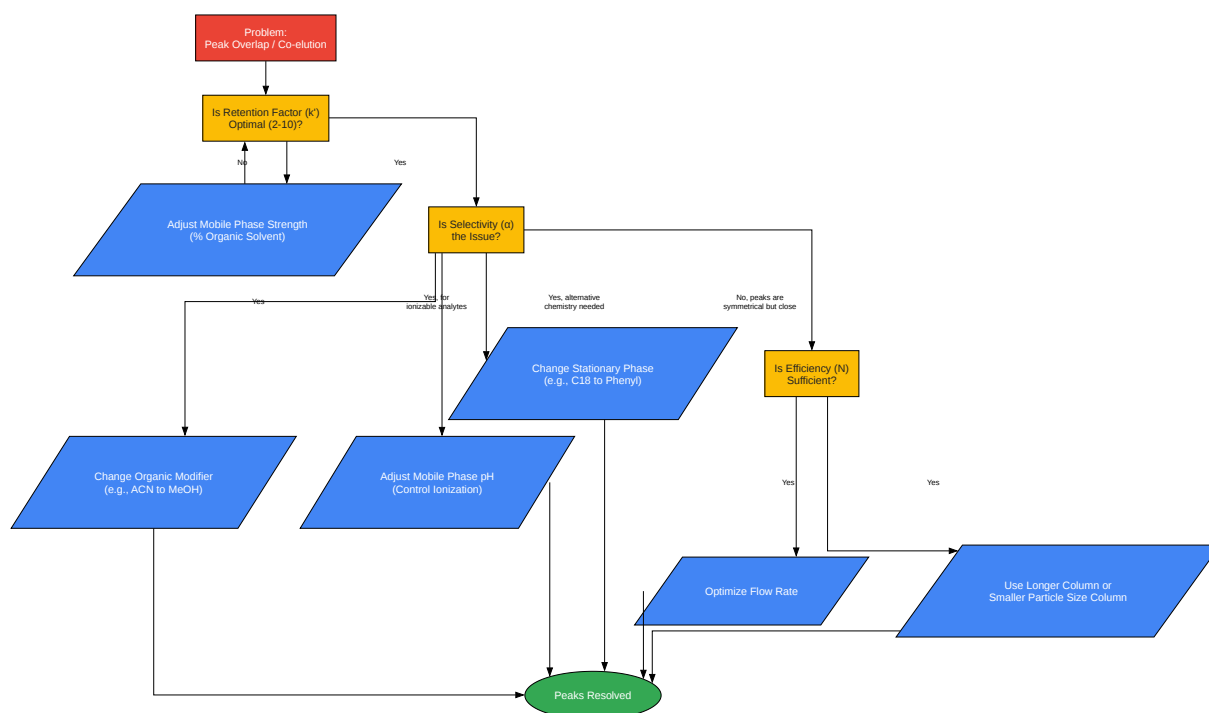 Problem:
Peak Overlap / Co-elution
Is Retention Factor (k')
Optimal (2-10)?
No
Yes
Adjust Mobile Phase Strength
(% Organic Solvent)
Is Selectivity (α)
the Issue?
Yes
Yes, for
ionizable analytes
Yes, alternative
chemistry needed
No, peaks are
symmetrical but close
Change Stationary Phase
(e.g., C18 to Phenyl)
Is Efficiency (N)
Sufficient?
Change Organic Modifier
(e.g., ACN to MeOH)
Adjust Mobile Phase pH
(Control Ionization)
Yes
Yes
Optimize Flow Rate
Use Longer Column or
Smaller Particle Size Column
Peaks Resolved